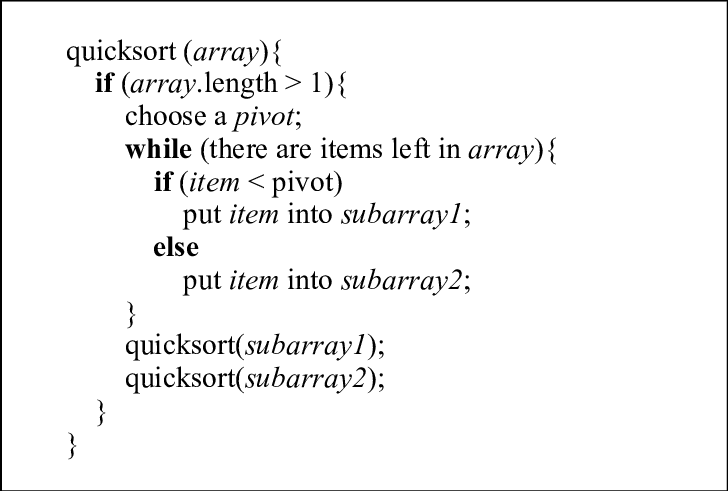 quicksort (array){
if (array.length > 1){
choose a pivot;
while (there are items left in array){
if (item < pivot)
put item into subarray1;
else
put item into subarray2;
}
quicksort(subarray1);
quicksort(subarray2);
}
}